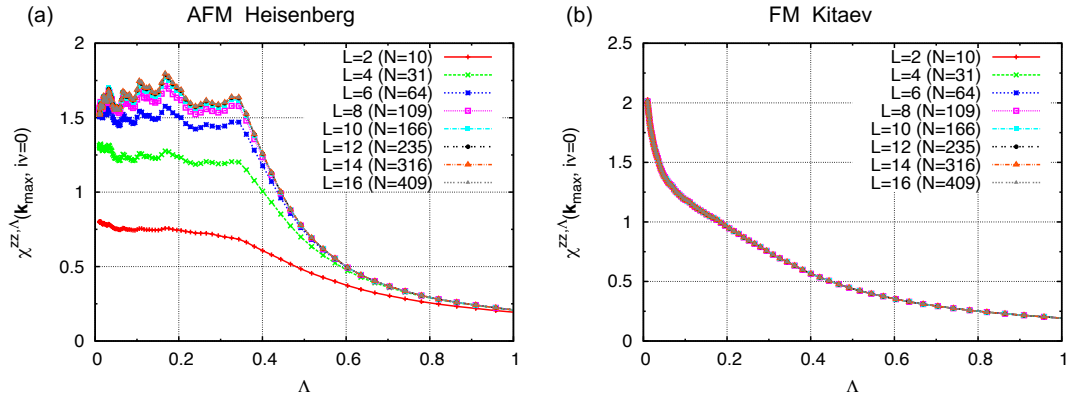 (a) AFM Heisenberg
χ^{zz,Λ}(k_max, iν=0)
2
1.5
1
0.5
0
0 0.2 0.4 0.6 0.8 1
Λ
L=2 (N=10)
L=4 (N=31)
L=6 (N=64)
L=8 (N=109)
L=10 (N=166)
L=12 (N=235)
L=14 (N=316)
L=16 (N=409)
(b) FM Kitaev
χ^{zz,Λ}(k_max, iν=0)
2.5
2
1.5
1
0.5
0
0 0.2 0.4 0.6 0.8 1
Λ
L=2 (N=10)
L=4 (N=31)
L=6 (N=64)
L=8 (N=109)
L=10 (N=166)
L=12 (N=235)
L=14 (N=316)
L=16 (N=409)